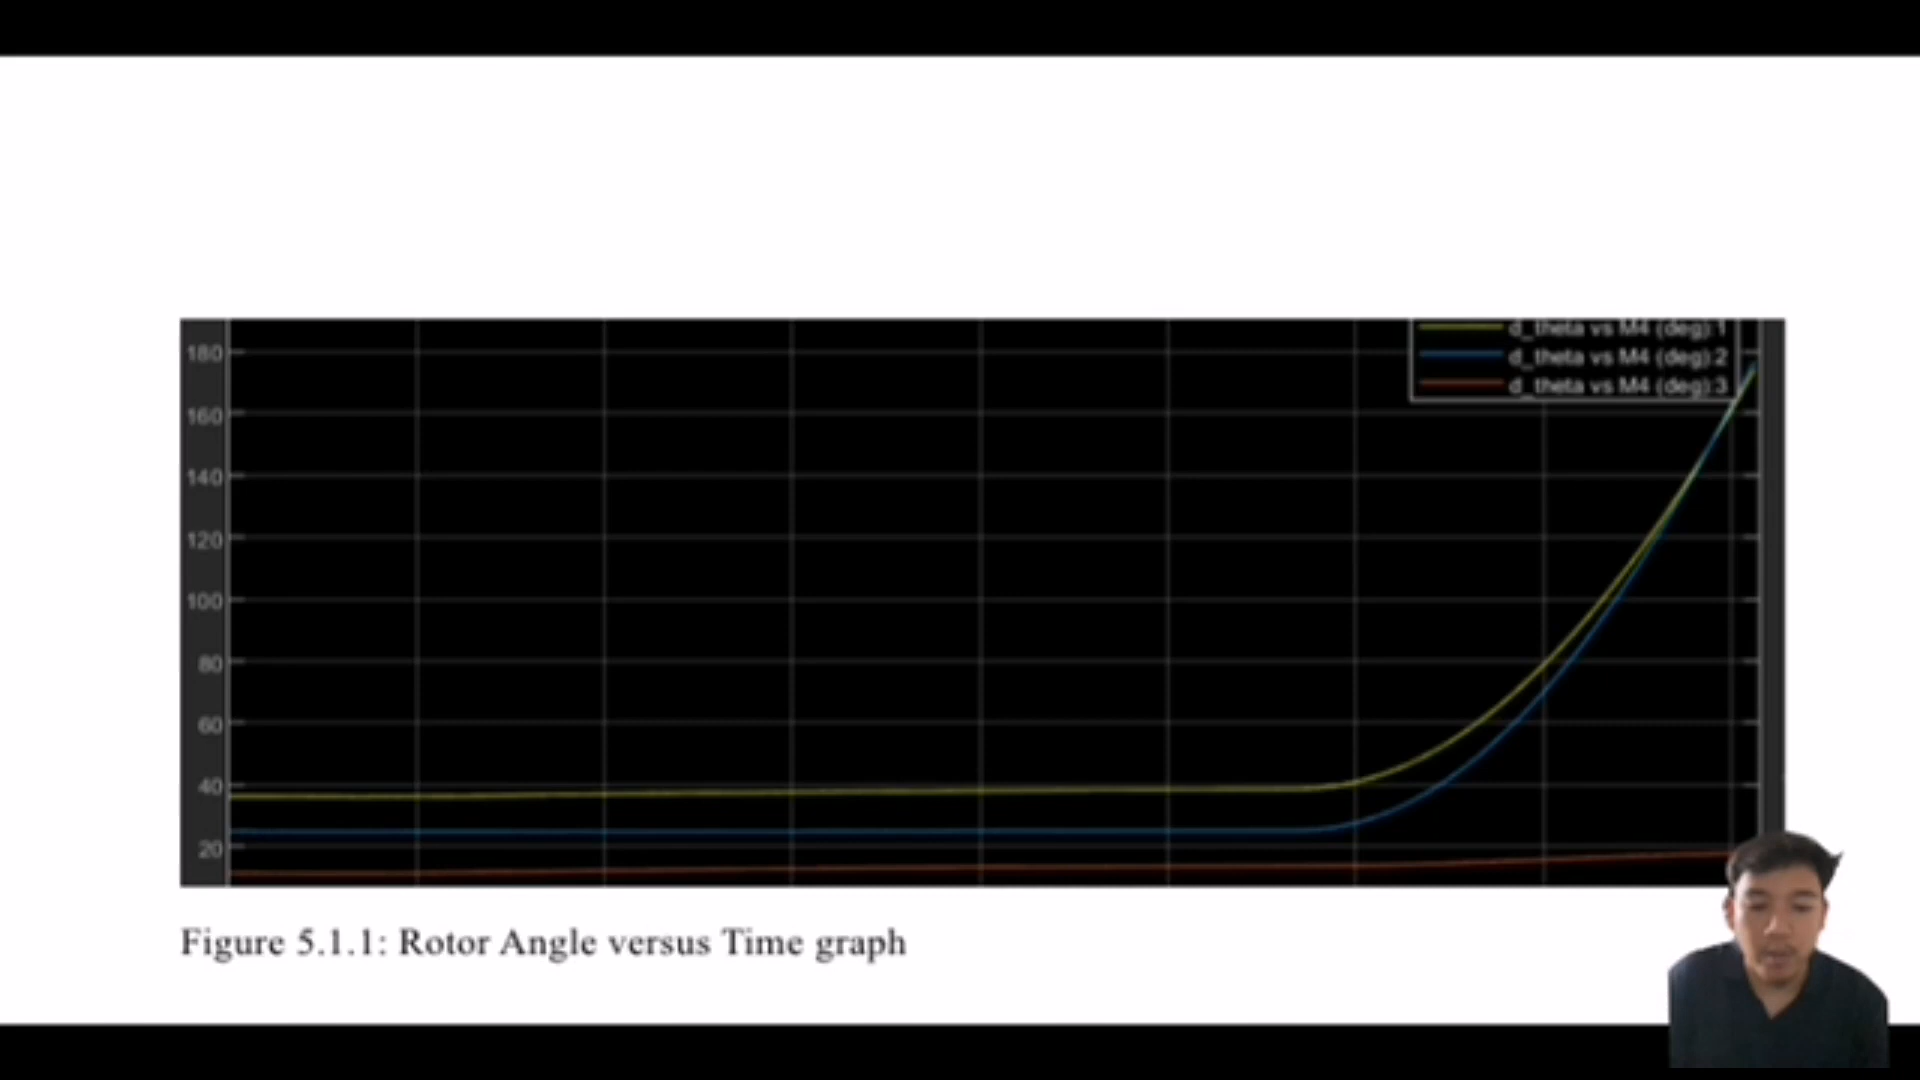 d_theta vs M4 (deg):1
d_theta vs M4 (deg):2
d_theta vs M4 (deg):3
180
160
140
120
100
80
60
40
20
Figure 5.1.1: Rotor Angle versus Time graph